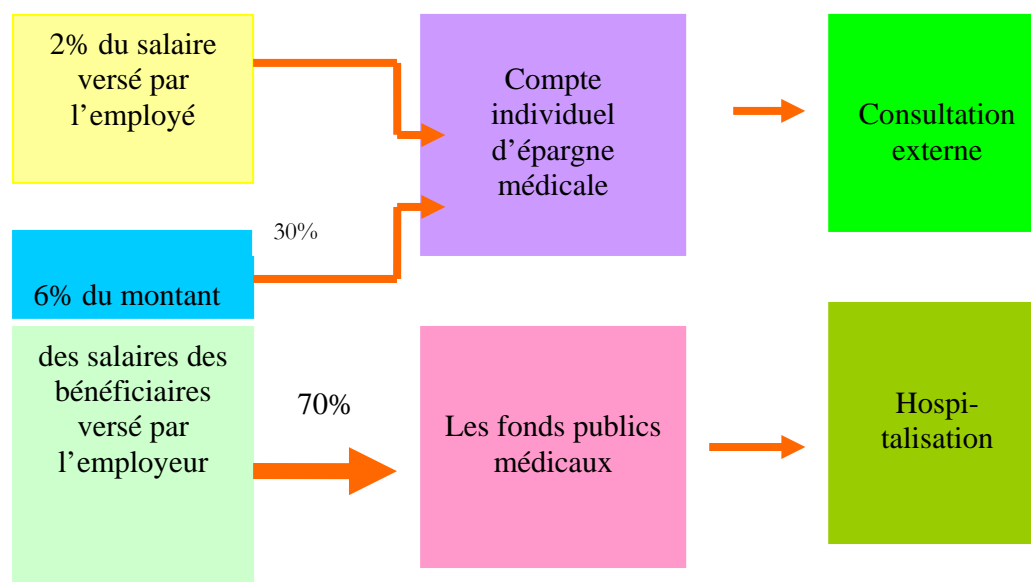 2% du salaire
versé par
l’employé
Compte
individuel
d’épargne
médicale
Consultation
externe
30%
6% du montant
des salaires des
bénéficiaires
versé par
l’employeur
70%
Les fonds publics
médicaux
Hospi-
talisation